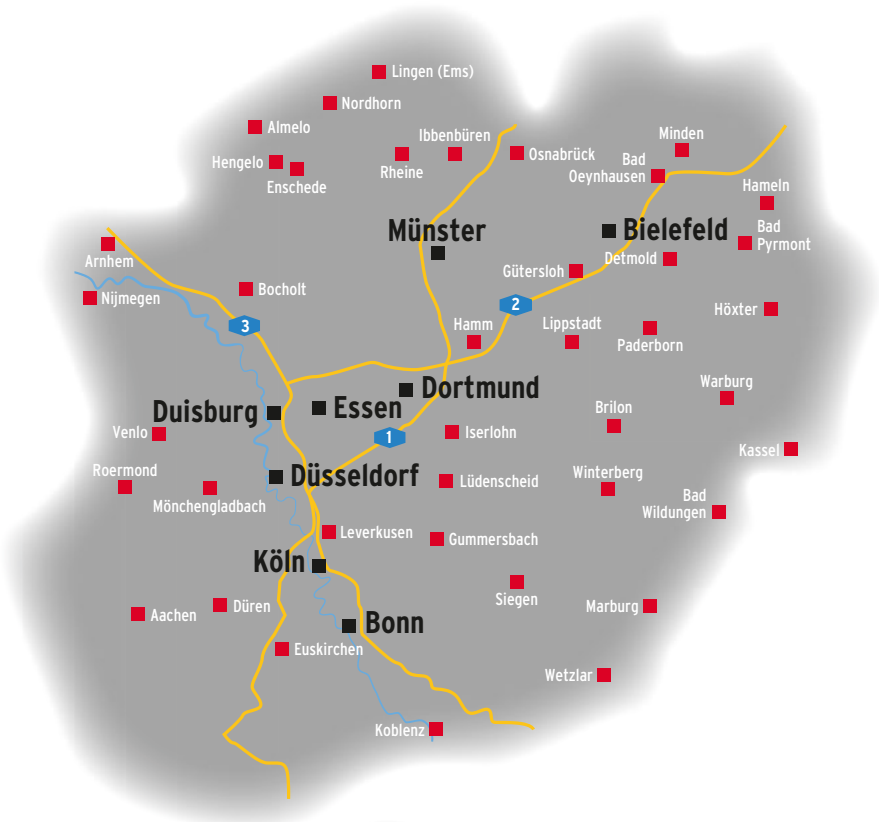 Lingen (Ems)
Nordhorn
Almelo
Ibbenbüren
Minden
Hengelo
Rheine
Osnabrück
Bad
Oeynhausen
Enschede
Hameln
Münster
Bielefeld
Bad
Pyrmont
Arnhem
Detmold
Gütersloh
Nijmegen
Bocholt
2
Höxter
3
Hamm
Lippstadt
Paderborn
Dortmund
Warburg
Duisburg
Essen
Brilon
Venlo
1
Iserlohn
Kassel
Roermond
Düsseldorf
Lüdenscheid
Winterberg
Mönchengladbach
Bad
Wildungen
Leverkusen
Gummersbach
Köln
Siegen
Aachen
Düren
Marburg
Bonn
Euskirchen
Wetzlar
Koblenz